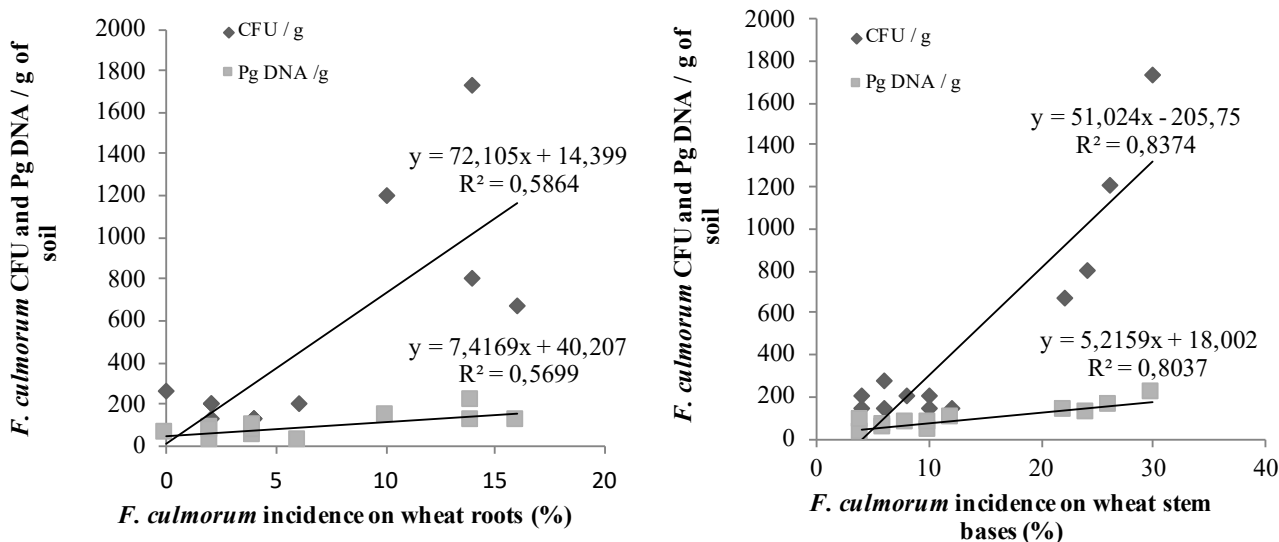 F. culmorum CFU and Pg DNA / g of
soil
2000
1800
1600
1400
1200
1000
800
600
400
200
0
CFU / g
Pg DNA /g
y = 72,105x + 14,399
R² = 0,5864
y = 7,4169x + 40,207
R² = 0,5699
0 5 10 15 20
F. culmorum incidence on wheat roots (%)
F. culmorum CFU and Pg DNA / g of
soil
2000
1800
1600
1400
1200
1000
800
600
400
200
0
CFU / g
Pg DNA / g
y = 51,024x - 205,75
R² = 0,8374
y = 5,2159x + 18,002
R² = 0,8037
0 10 20 30 40
F. culmorum incidence on wheat stem
bases (%)